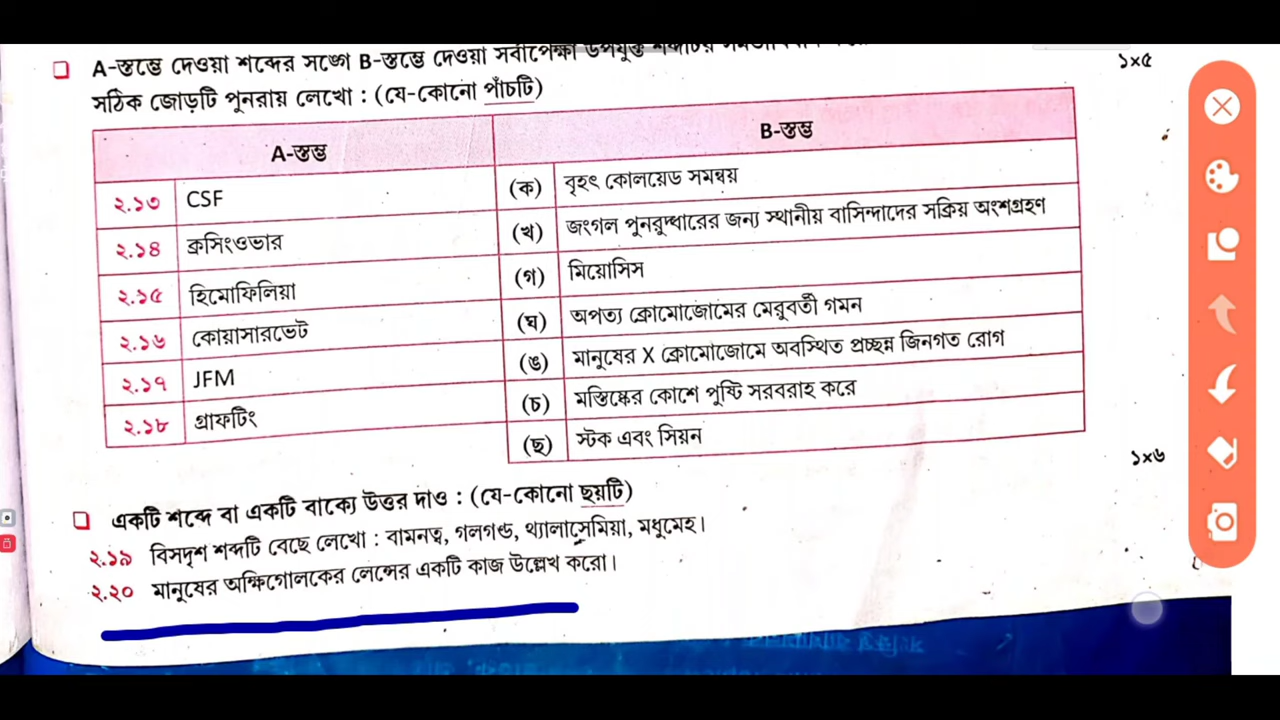 A-স্তম্ভে দেওয়া শব্দের সঙ্গে B-স্তম্ভে দেওয়া সর্বাপেক্ষা উপযুক্ত
১×৫
সঠিক জোড়টি পুনরায় লেখো : (যে-কোনো পাঁচটি)
A-স্তম্ভ B-স্তম্ভ
২.১৩ CSF (ক) বৃহৎ কোলয়েড সমন্বয়
২.১৪ ক্রসিংওভার (খ) জংগল পুনরুদ্ধারের জন্য স্থানীয় বাসিন্দাদের সক্রিয় অংশগ্রহণ
২.১৫ হিমোফিলিয়া (গ) মিয়োসিস
২.১৬ কোয়াসারভেট (ঘ) অপত্য ক্রোমোজোমের মেরুবর্তী গমন
২.১৭ JFM (ঙ) মানুষের X ক্রোমোজোমে অবস্থিত প্রচ্ছন্ন জিনগত রোগ
২.১৮ গ্রাফটিং (চ) মস্তিষ্কের কোশে পুষ্টি সরবরাহ করে
(ছ) স্টক এবং সিয়ন
১×৬
একটি শব্দে বা একটি বাক্যে উত্তর দাও : (যে-কোনো ছয়টি)
২.১৯ বিসদৃশ শব্দটি বেছে লেখো : বামনত্ব, গলগন্ড, থ্যালাসেমিয়া, মধুমেহ।
২.২০ মানুষের অক্ষিগোলকের লেন্সের একটি কাজ উল্লেখ করো।